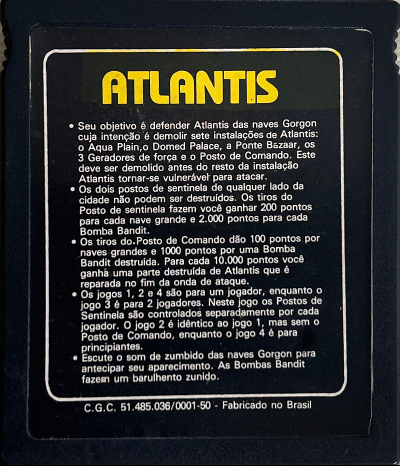 ATLANTIS
• Seu objetivo é defender Atlantis das naves Gorgon
cuja intenção é demolir sete instalações de Atlantis:
o Aqua Plain,o Domed Palace, a Ponte Bazaar, os
3 Geradores de força e o Posto de Comando. Este
deve ser demolido antes do resto da instalação
Atlantis tornar-se vulnerável para atacar.
• Os dois postos de sentinela de qualquer lado da
cidade não podem ser destruídos. Os tiros do
Posto de sentinela fazem você ganhar 200 pontos
para cada nave grande e 2.000 pontos para cada
Bomba Bandit.
• Os tiros do.Posto de Comando dão 100 pontos por
naves grandes e 1000 pontos por uma Bomba
Bandit destruída. Para cada 10.000 pontos você
ganha uma parte destruída de Atlantis que é
reparada no fim da onda de ataque.
• Os jogos 1, 2 e 4 são para um jogador, enquanto o
jogo 3 é para 2 jogadores. Neste jogo os Postos de
Sentinela são controlados separadamente por cada
jogador. O jogo 2 é idêntico ao jogo 1, mas sem o
Posto de Comando, enquanto o jogo 4 é para
principiantes.
• Escute o som de zumbido das naves Gorgon para
antecipar seu aparecimento. As Bombas Bandit
fazem um barulhento zunido.
C.G.C. 51.485.036/0001-50 - Fabricado no Brasil